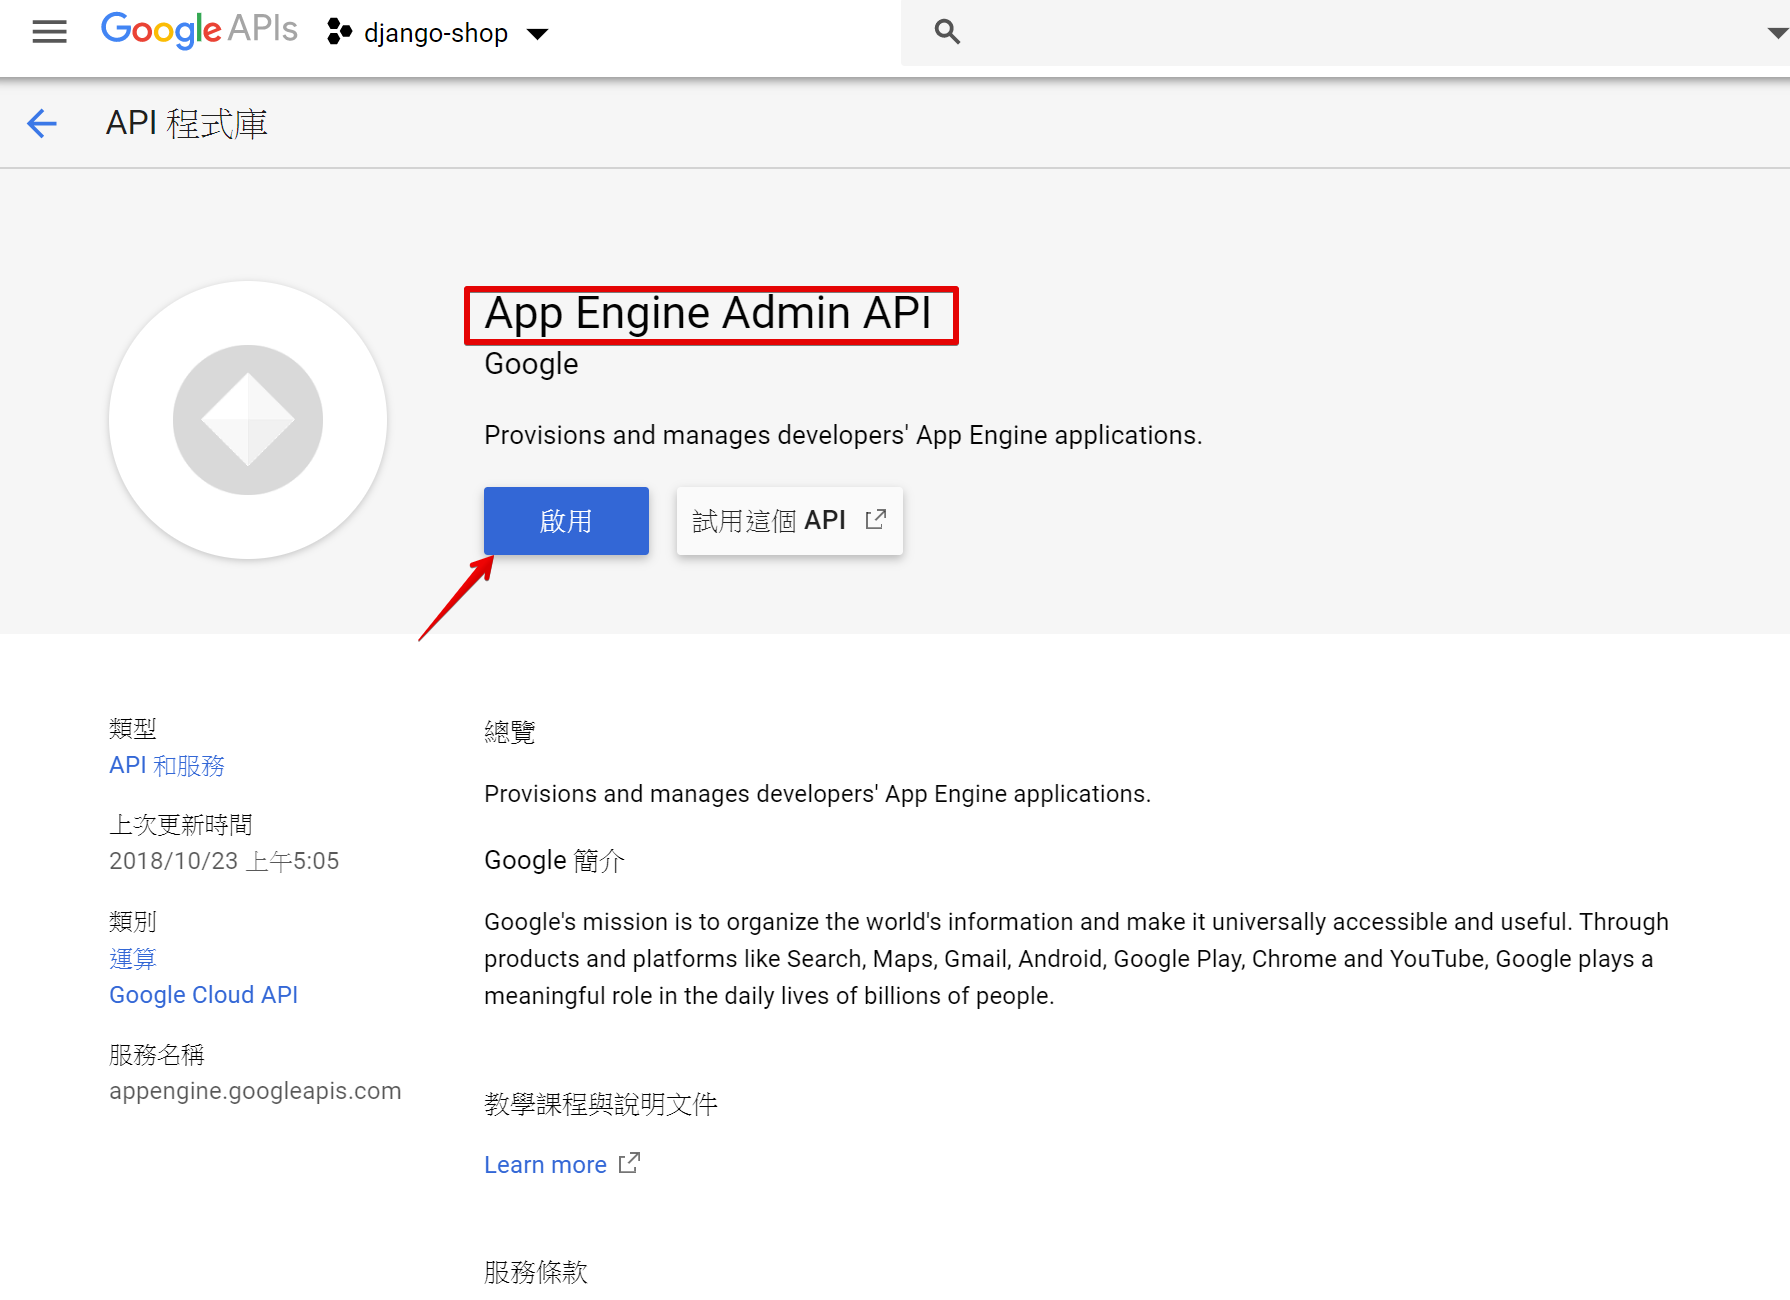 Google APIs
django-shop
API 程式庫
App Engine Admin API
Google
Provisions and manages developers' App Engine applications.
啟用
試用這個 API
類型
API 和服務
上次更新時間
2018/10/23 上午5:05
類別
運算
Google Cloud API
服務名稱
appengine.googleapis.com
總覽
Provisions and manages developers' App Engine applications.
Google 簡介
Google's mission is to organize the world's information and make it universally accessible and useful. Through
products and platforms like Search, Maps, Gmail, Android, Google Play, Chrome and YouTube, Google plays a
meaningful role in the daily lives of billions of people.
教學課程與說明文件
Learn more
服務條款